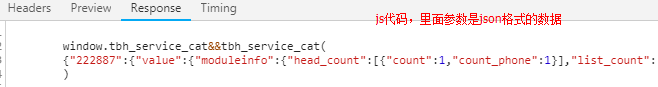 Headers Preview Response Timing
js代码，里面参数是json格式的数据
window.tbh_service_cat&&tbh_service_cat(
{"222887":{"value":{"moduleinfo":{"head_count":[{"count":1,"count_phone":1}],"list_count":
)